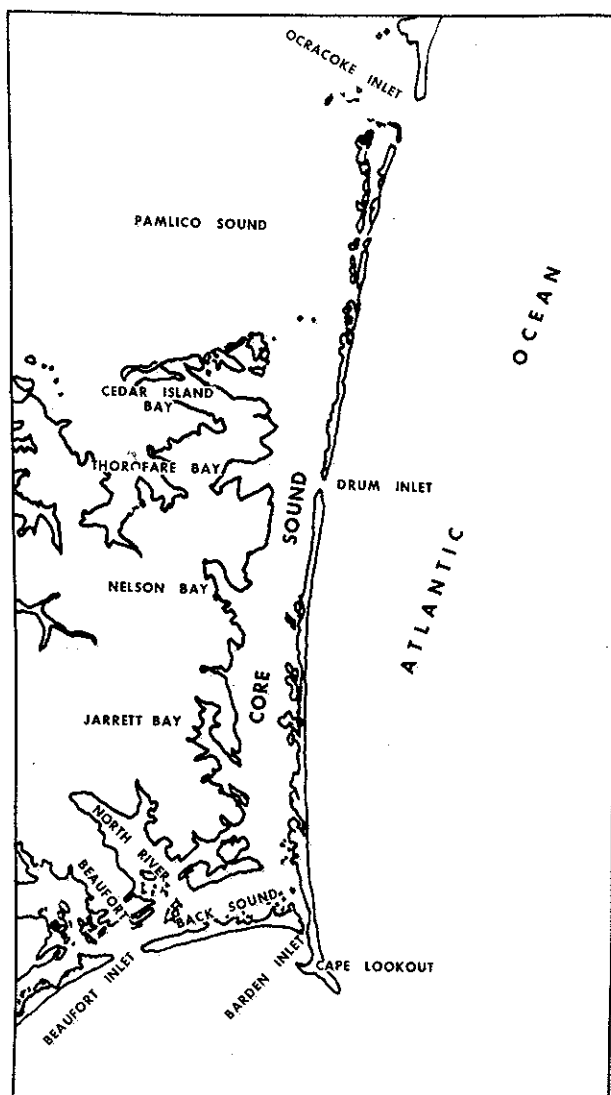 OCRACOKE INLET
PAMLICO SOUND
OCEAN
CEDAR ISLAND
BAY
THOROFARE BAY
DRUM INLET
SOUND
ATLANTIC
NELSON BAY
CORE
JARRETT BAY
NORTH RIVER
BEAUFORT
BACK SOUND
BEAUFORT INLET
BARDEN INLET
CAPE LOOKOUT